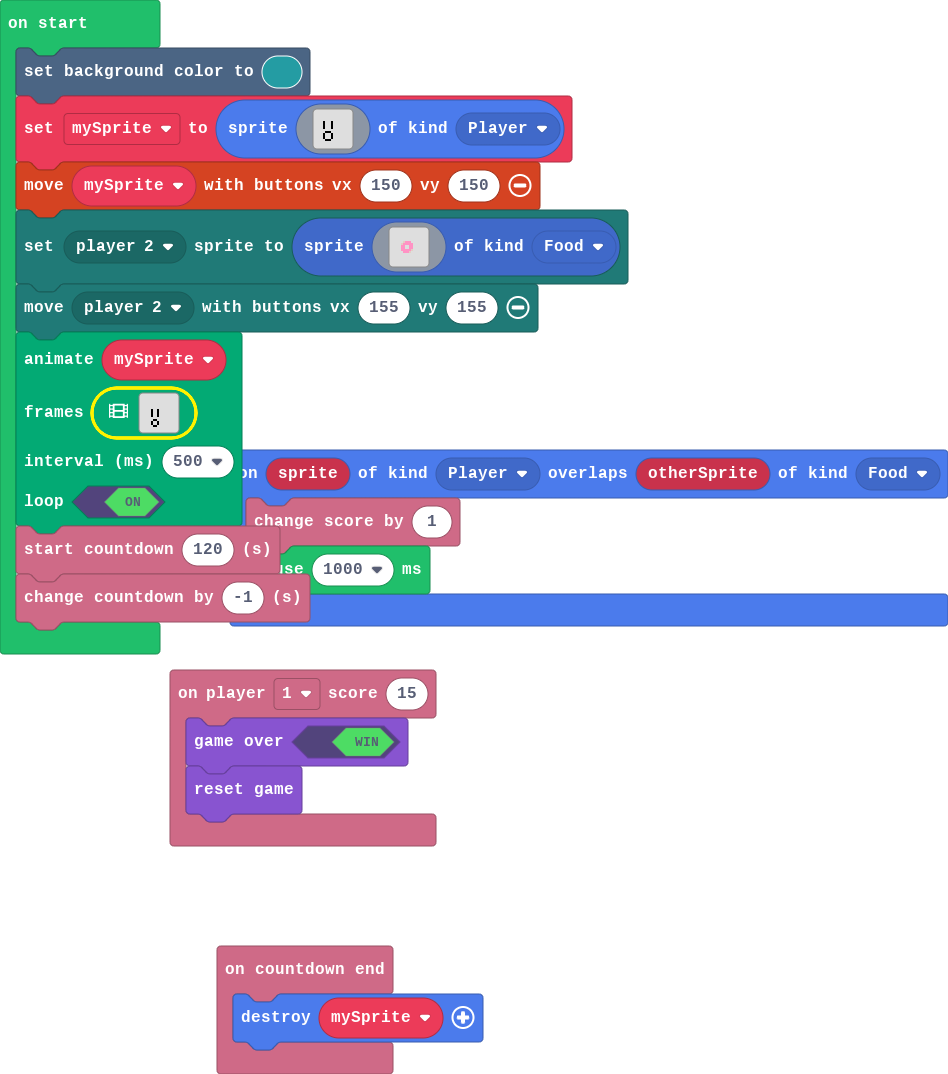 on start
set background color to
set mySprite to sprite of kind Player
move mySprite with buttons vx 150 vy 150
set player 2 sprite to sprite of kind Food
move player 2 with buttons vx 155 vy 155
animate mySprite
frames
interval (ms) 500
loop ON
start countdown 120 (s)
change countdown by -1 (s)
on sprite of kind Player overlaps otherSprite of kind Food
change score by 1
1000 ms
on player 1 score 15
game over WIN
reset game
on countdown end
destroy mySprite